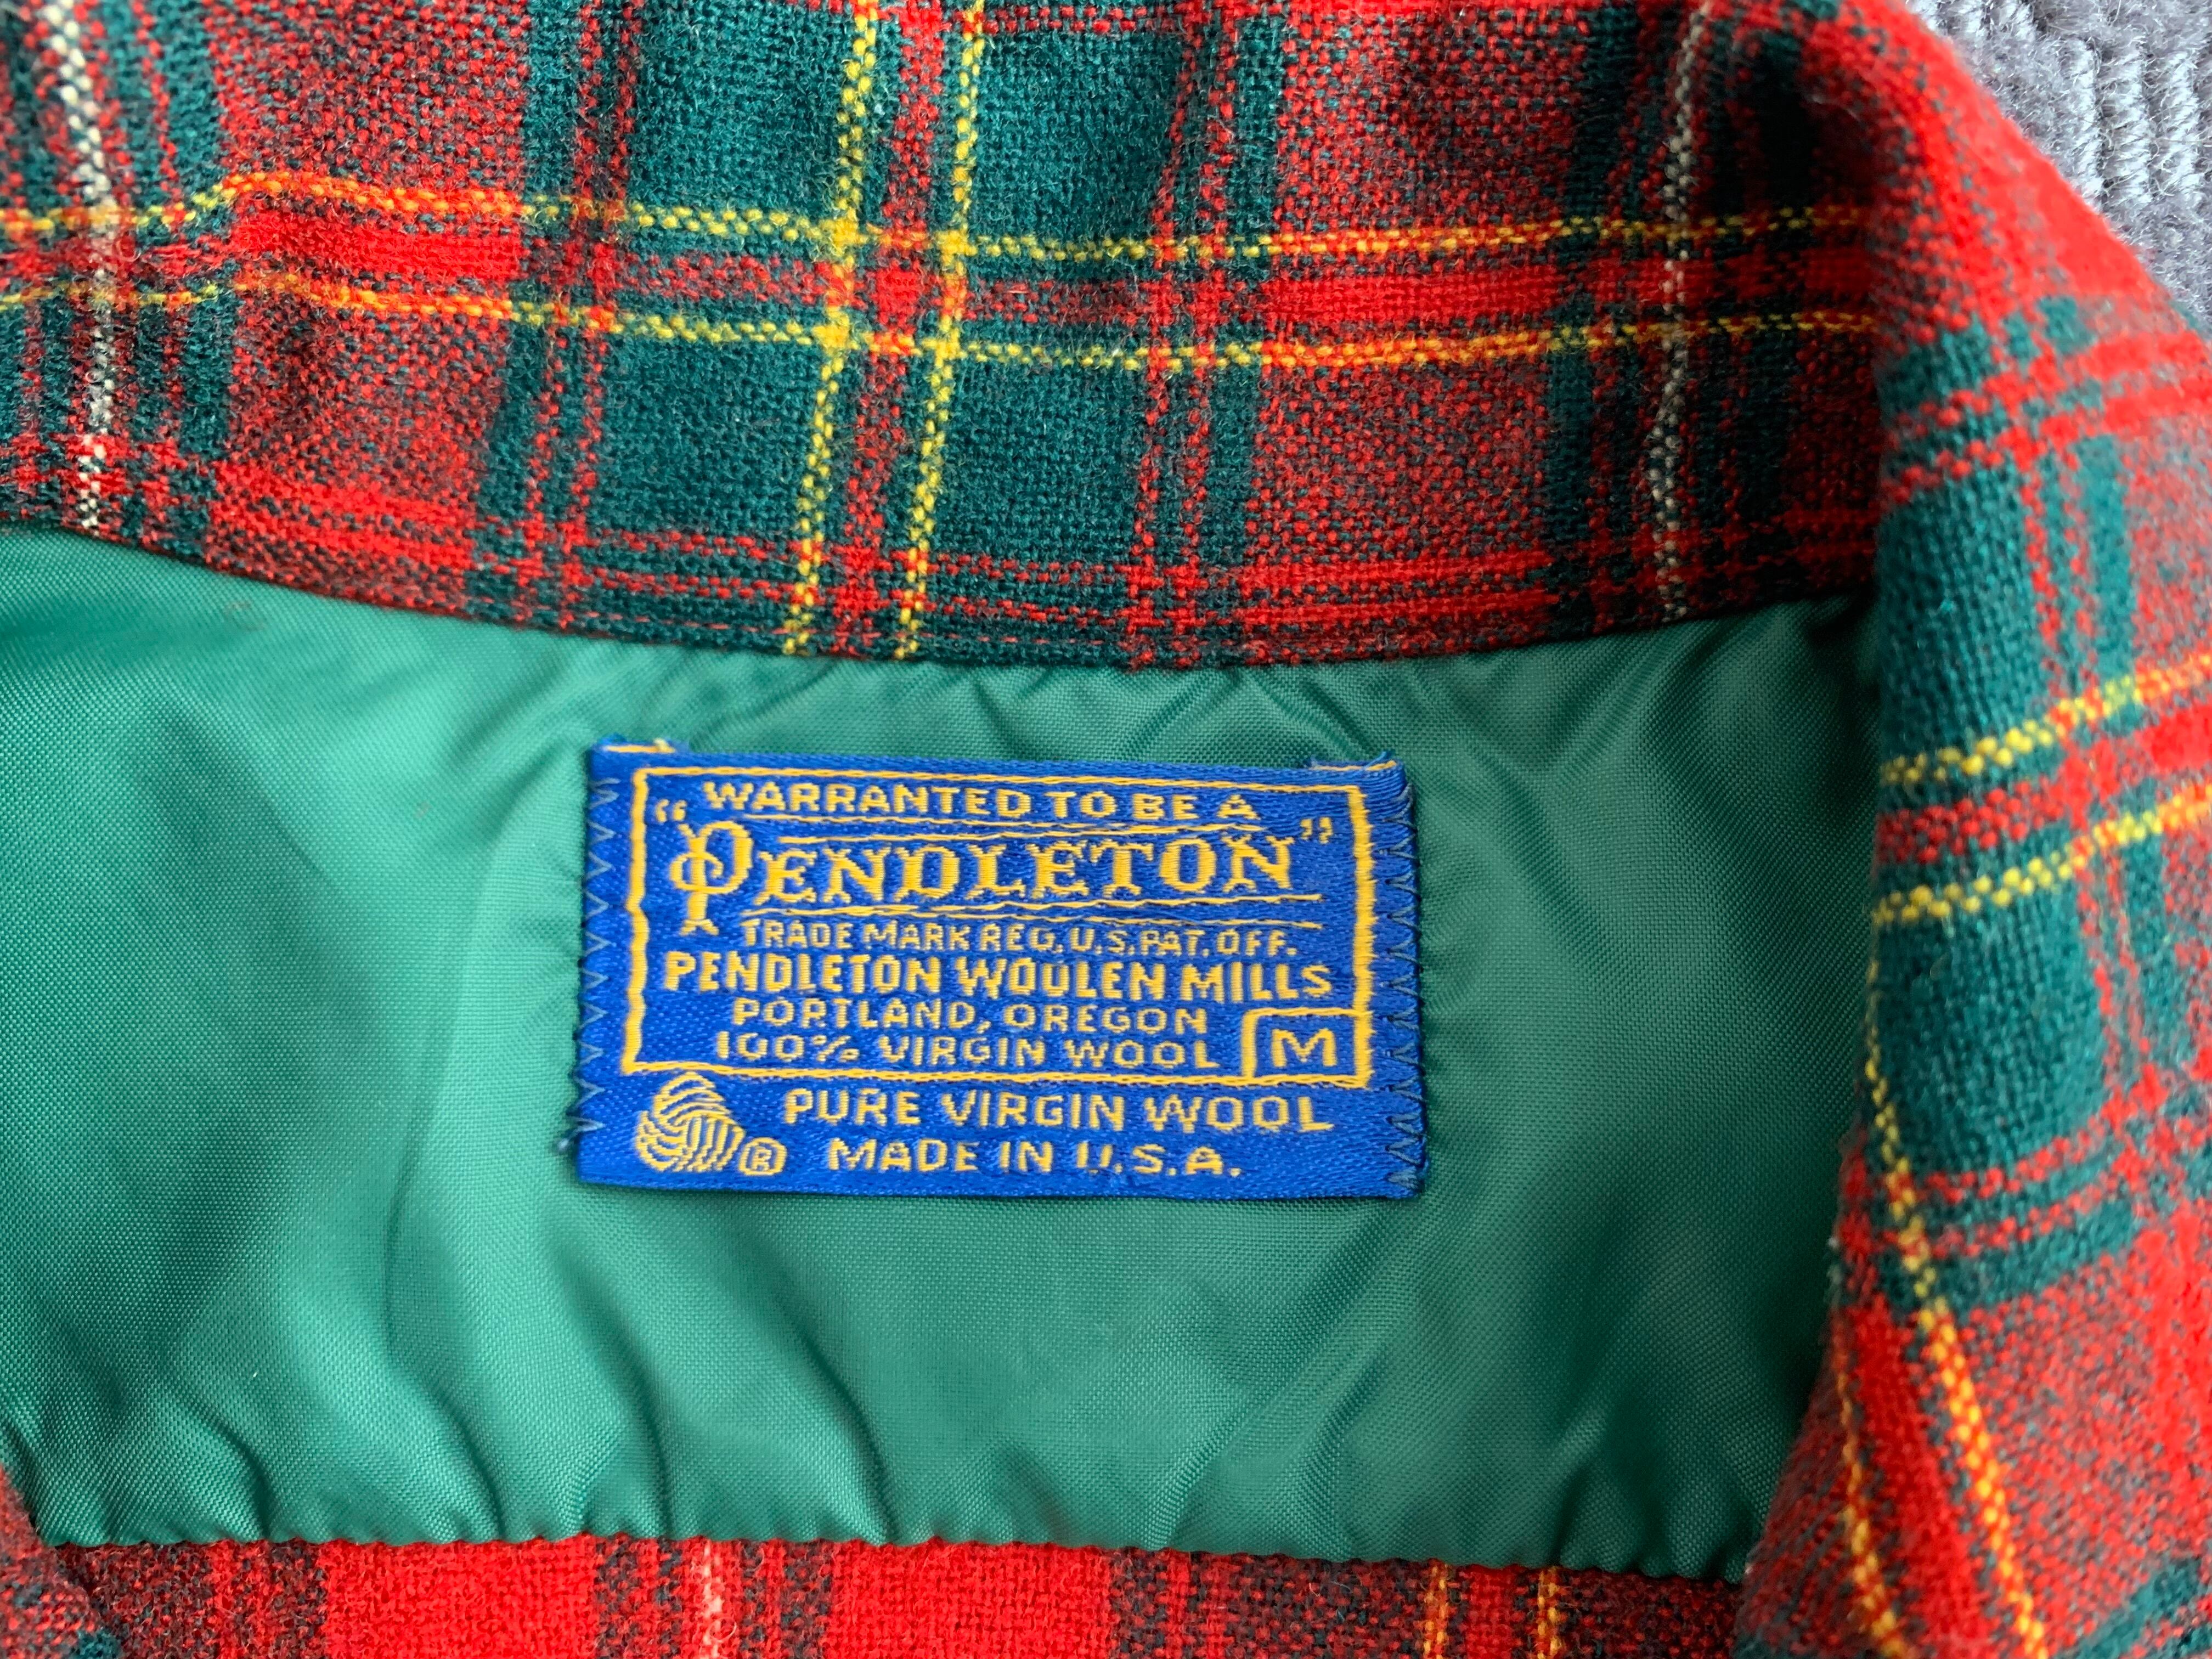 WARRANTED TO BE A
"PENDLETON"
TRADE MARK REG. U.S. PAT. OFF.
PENDLETON WOOLEN MILLS
PORTLAND, OREGON
100% VIRGIN WOOL M
PURE VIRGIN WOOL
® MADE IN U.S.A.